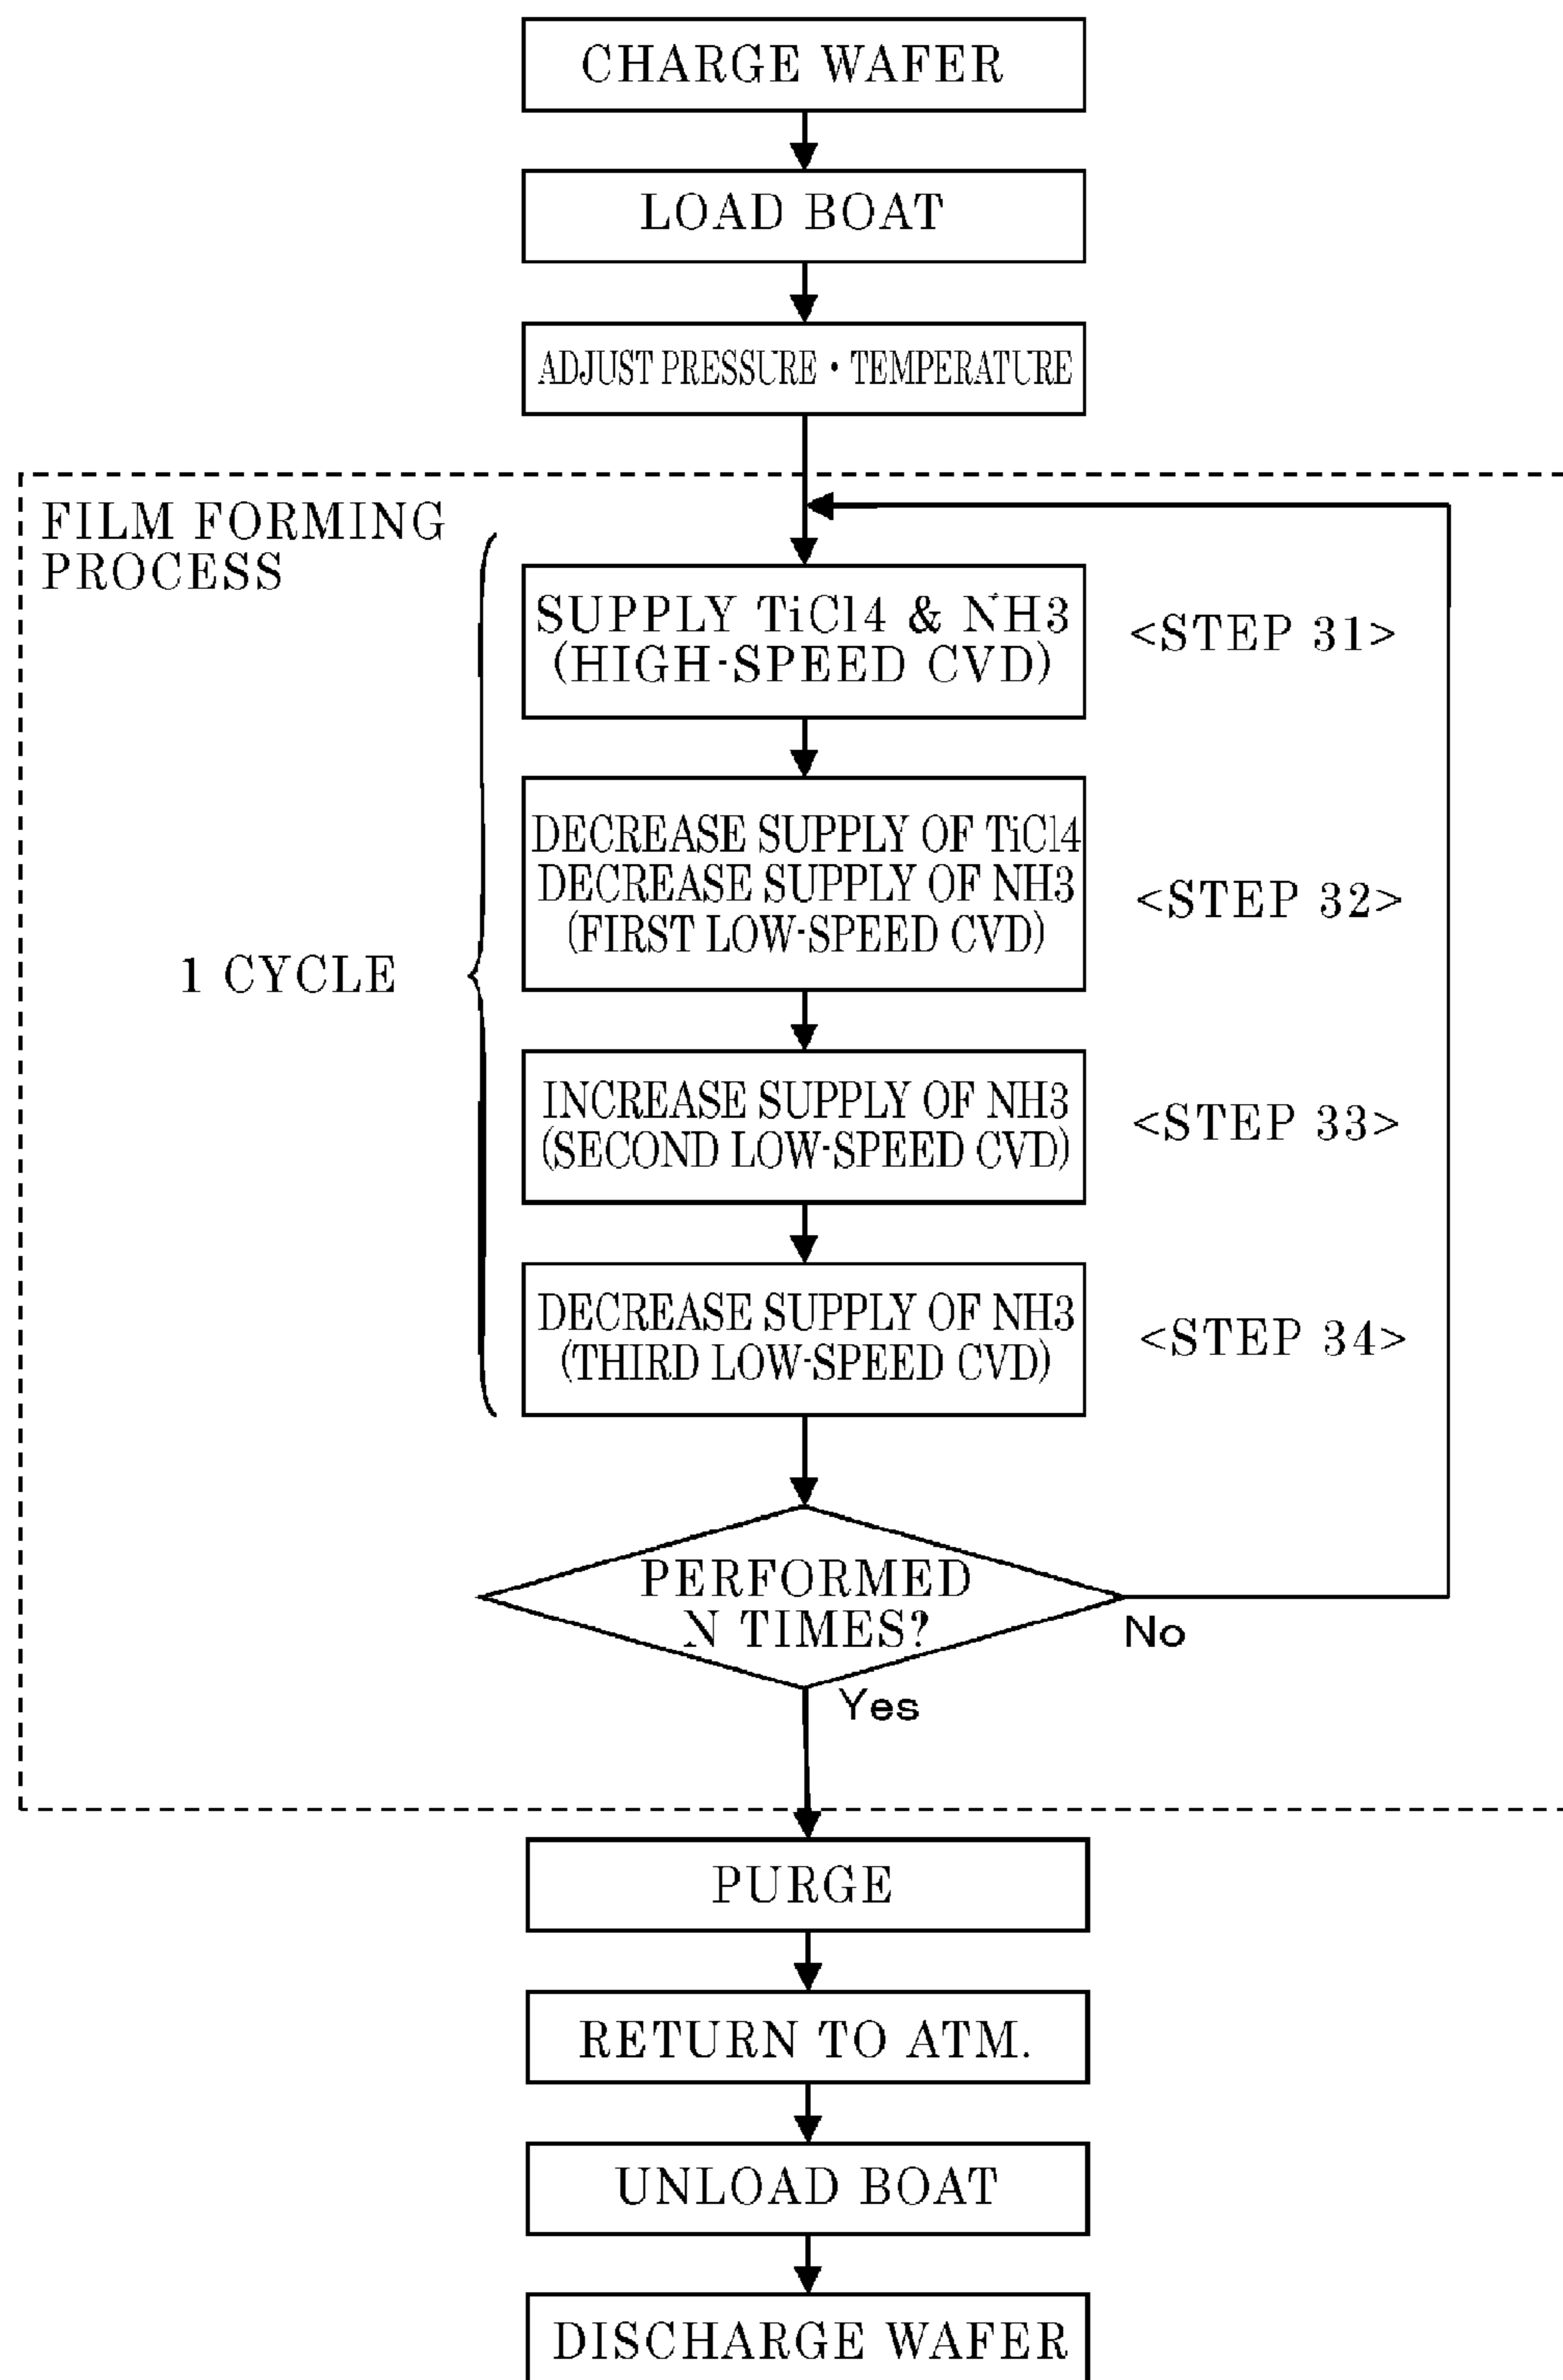 CHARGE WAFER
LOAD BOAT
ADJUST PRESSURE・TEMPERATURE
FILM FORMING
PROCESS
SUPPLY TiCl4 & NH3
(HIGH-SPEED CVD)
<STEP 31>
DECREASE SUPPLY OF TiCl4
DECREASE SUPPLY OF NH3
(FIRST LOW-SPEED CVD)
<STEP 32>
1 CYCLE
INCREASE SUPPLY OF NH3
(SECOND LOW-SPEED CVD)
<STEP 33>
DECREASE SUPPLY OF NH3
(THIRD LOW-SPEED CVD)
<STEP 34>
PERFORMED
N TIMES?
No
Yes
PURGE
RETURN TO ATM.
UNLOAD BOAT
DISCHARGE WAFER